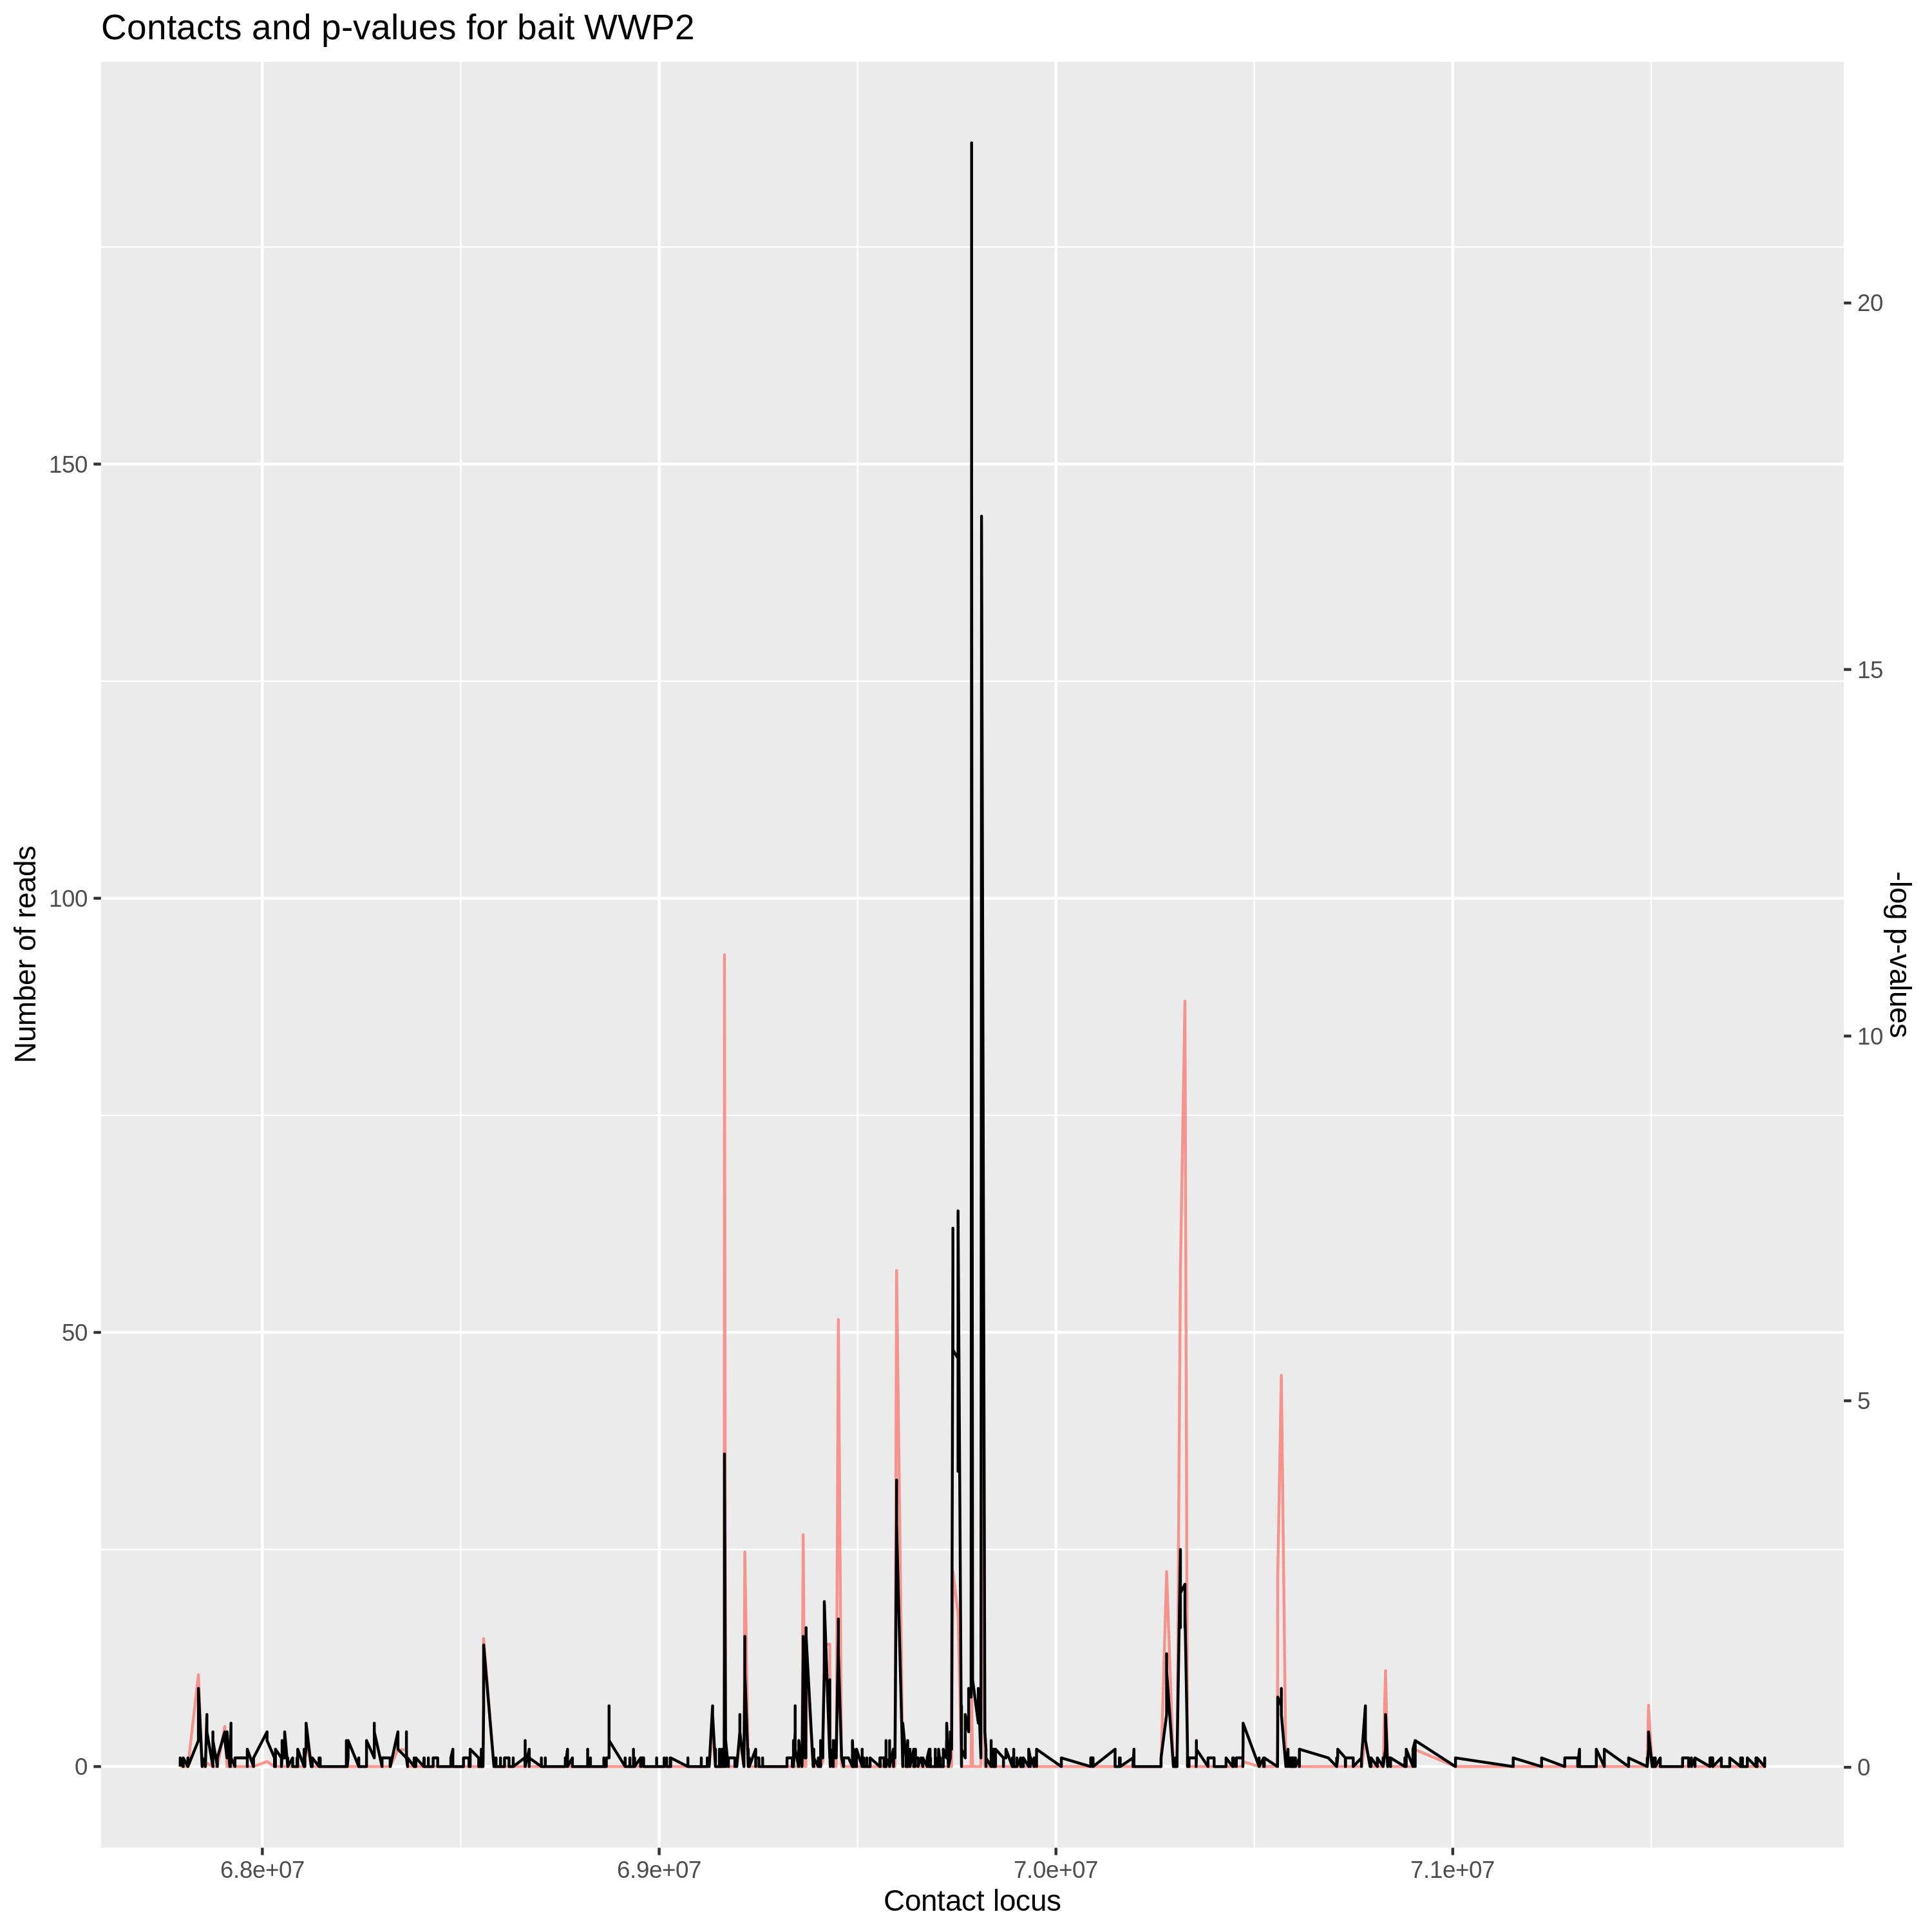 Contacts and p-values for bait WWP2
Number of reads
150
100
50
0
20
15
10
5
0
-log p-values
6.8e+07
6.9e+07
7.0e+07
7.1e+07
Contact locus